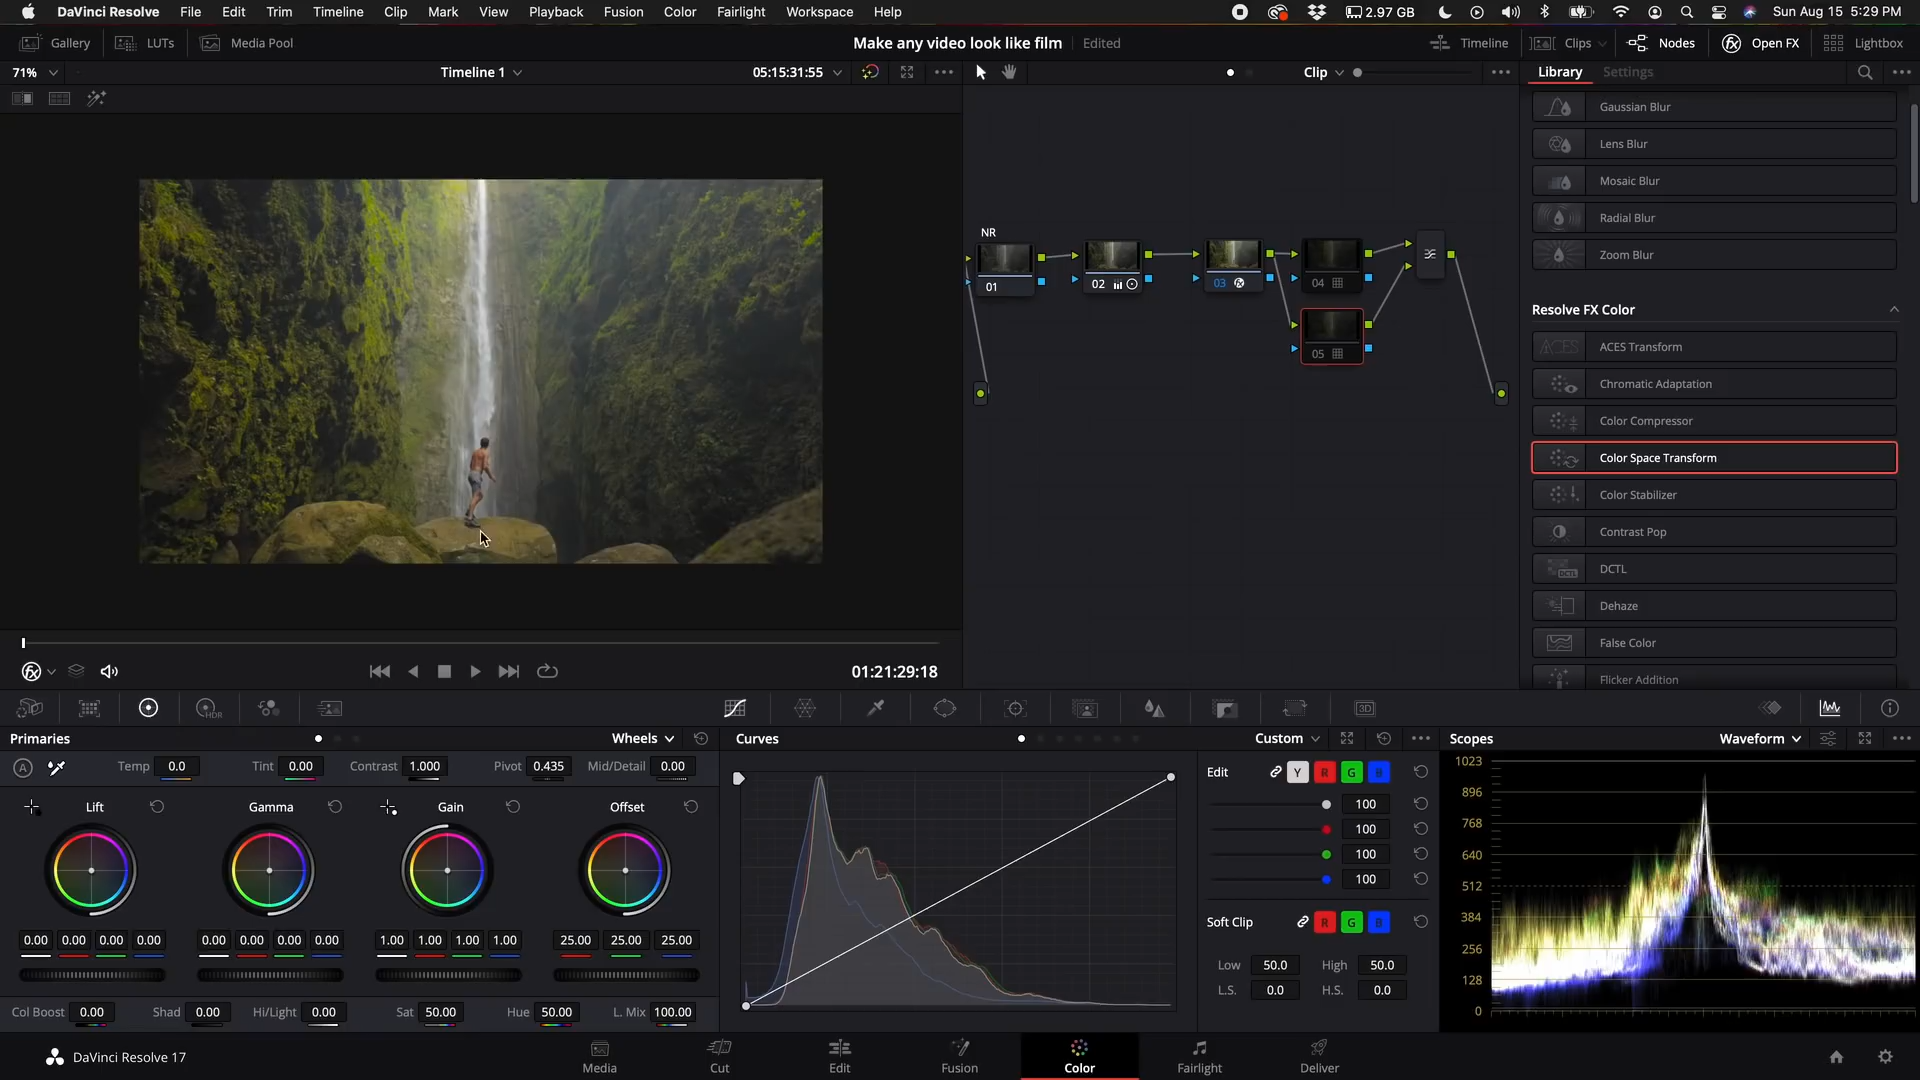 DaVinci Resolve File Edit Trim Timeline Clip Mark View Playback Fusion Color Fairlight Workspace Help 2.97 GB Sun Aug 15 5:29 PM
Gallery LUTs Media Pool Make any video look like film Edited Timeline Clips Nodes Open FX Lightbox
71% Timeline 1 05:15:31:55 Clip Library Settings
Gaussian Blur
Lens Blur
Mosaic Blur
Radial Blur
Zoom Blur
NR
01 02 03 04
05
Resolve FX Color
ACES Transform
Chromatic Adaptation
Color Compressor
Color Space Transform
Color Stabilizer
Contrast Pop
DCTL
Dehaze
False Color
Flicker Addition
01:21:29:18
HDR 3D
Primaries Wheels Curves Custom Scopes Waveform
A Temp 0.0 Tint 0.00 Contrast 1.000 Pivot 0.435 Mid/Detail 0.00
Edit Y R G B
Lift Gamma Gain Offset
100
100
100
100
Soft Clip R G B
0.00 0.00 0.00 0.00 0.00 0.00 0.00 0.00 1.00 1.00 1.00 1.00 25.00 25.00 25.00
Low 50.0 High 50.0
L.S. 0.0 H.S. 0.0
Col Boost 0.00 Shad 0.00 Hi/Light 0.00 Sat 50.00 Hue 50.00 L. Mix 100.00
1023
896
768
640
512
384
256
128
0
DaVinci Resolve 17 Media Cut Edit Fusion Color Fairlight Deliver